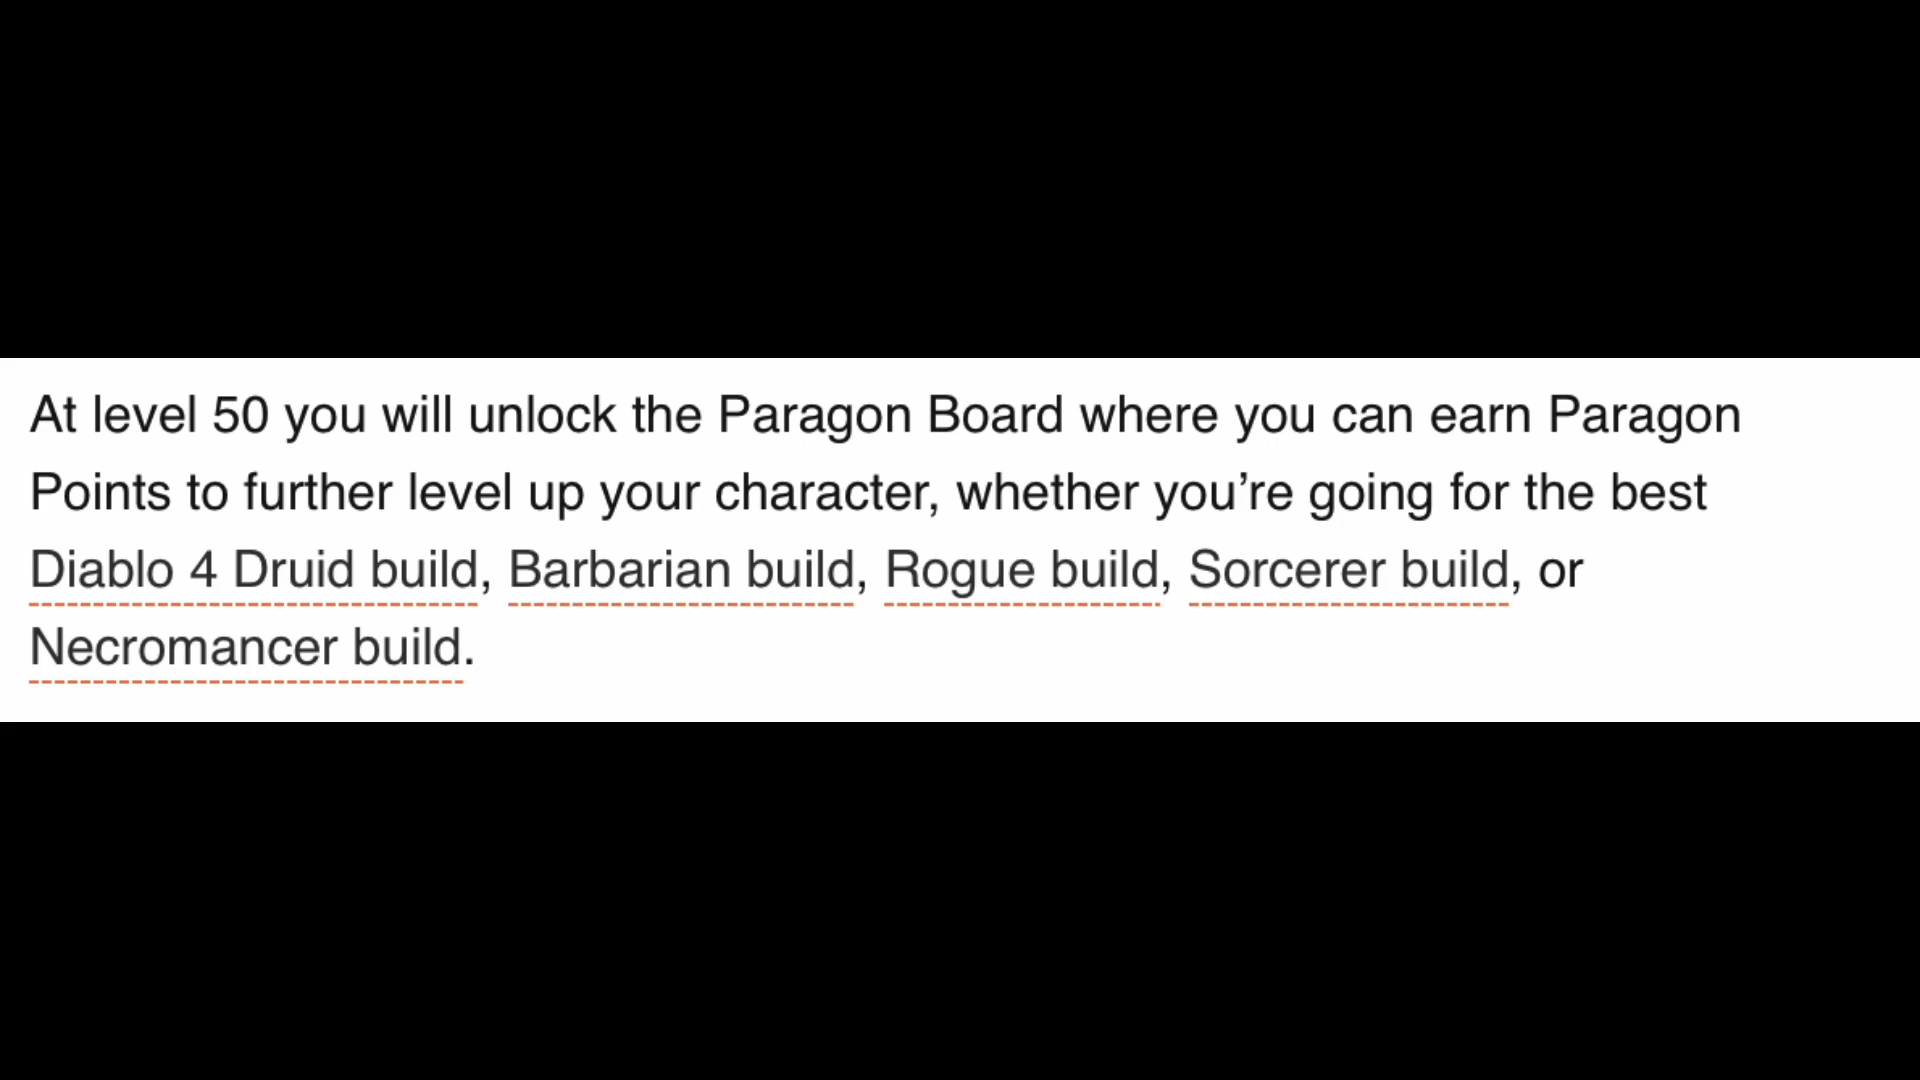 At level 50 you will unlock the Paragon Board where you can earn Paragon
Points to further level up your character, whether you’re going for the best
Diablo 4 Druid build, Barbarian build, Rogue build, Sorcerer build, or
Necromancer build.